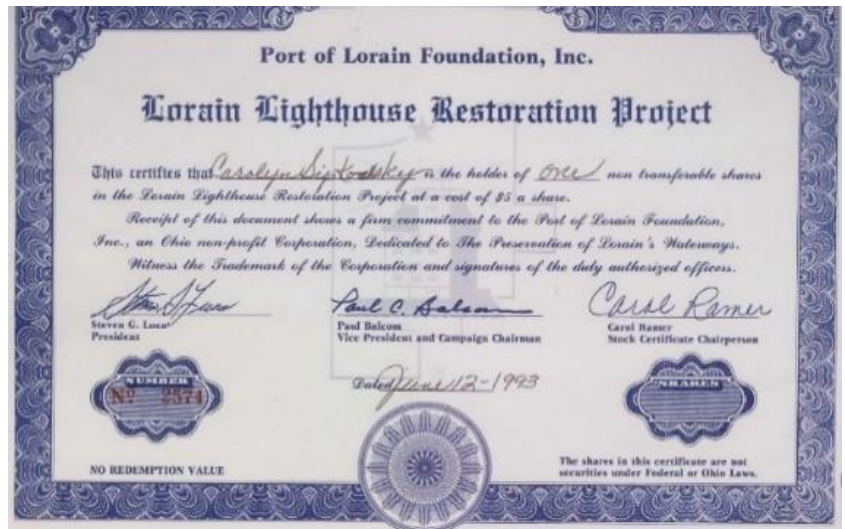 Port of Lorain Foundation, Inc.
Lorain Lighthouse Restoration Project
This certifies that Carolyn is the holder of one non transferable shares
in the Lorain Lighthouse Restoration Project at a cost of $5 a share.
Receipt of this document shows a firm commitment to the Port of Lorain Foundation,
Inc., an Ohio non-profit Corporation, Dedicated to The Preservation of Lorain's Waterways.
Witness the Trademark of the Corporation and signatures of the duly authorized officers.
Paul C. Balcom Carol Ramer
Steven G. Luca Paul Balcom Carol Ramer
President Vice President and Campaign Chairman Stock Certificate Chairperson
Dated June 12-1993
NUMBER SHARES
Nº 2574
NO REDEMPTION VALUE
The shares in this certificate are not
securities under Federal or Ohio Laws.